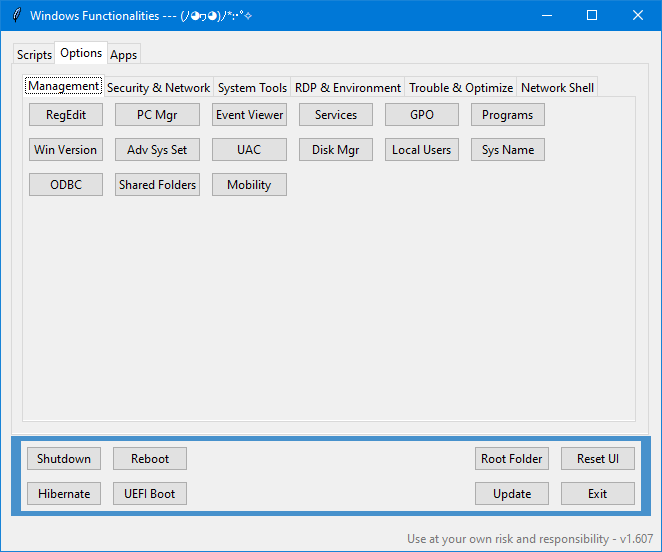 Windows Functionalities --- (ﾉ◕ヮ◕)ﾉ*:･ﾟ✧
Scripts Options Apps
Management Security & Network System Tools RDP & Environment Trouble & Optimize Network Shell
RegEdit PC Mgr Event Viewer Services GPO Programs
Win Version Adv Sys Set UAC Disk Mgr Local Users Sys Name
ODBC Shared Folders Mobility
Shutdown Reboot Root Folder Reset UI
Hibernate UEFI Boot Update Exit
Use at your own risk and responsibility - v1.607